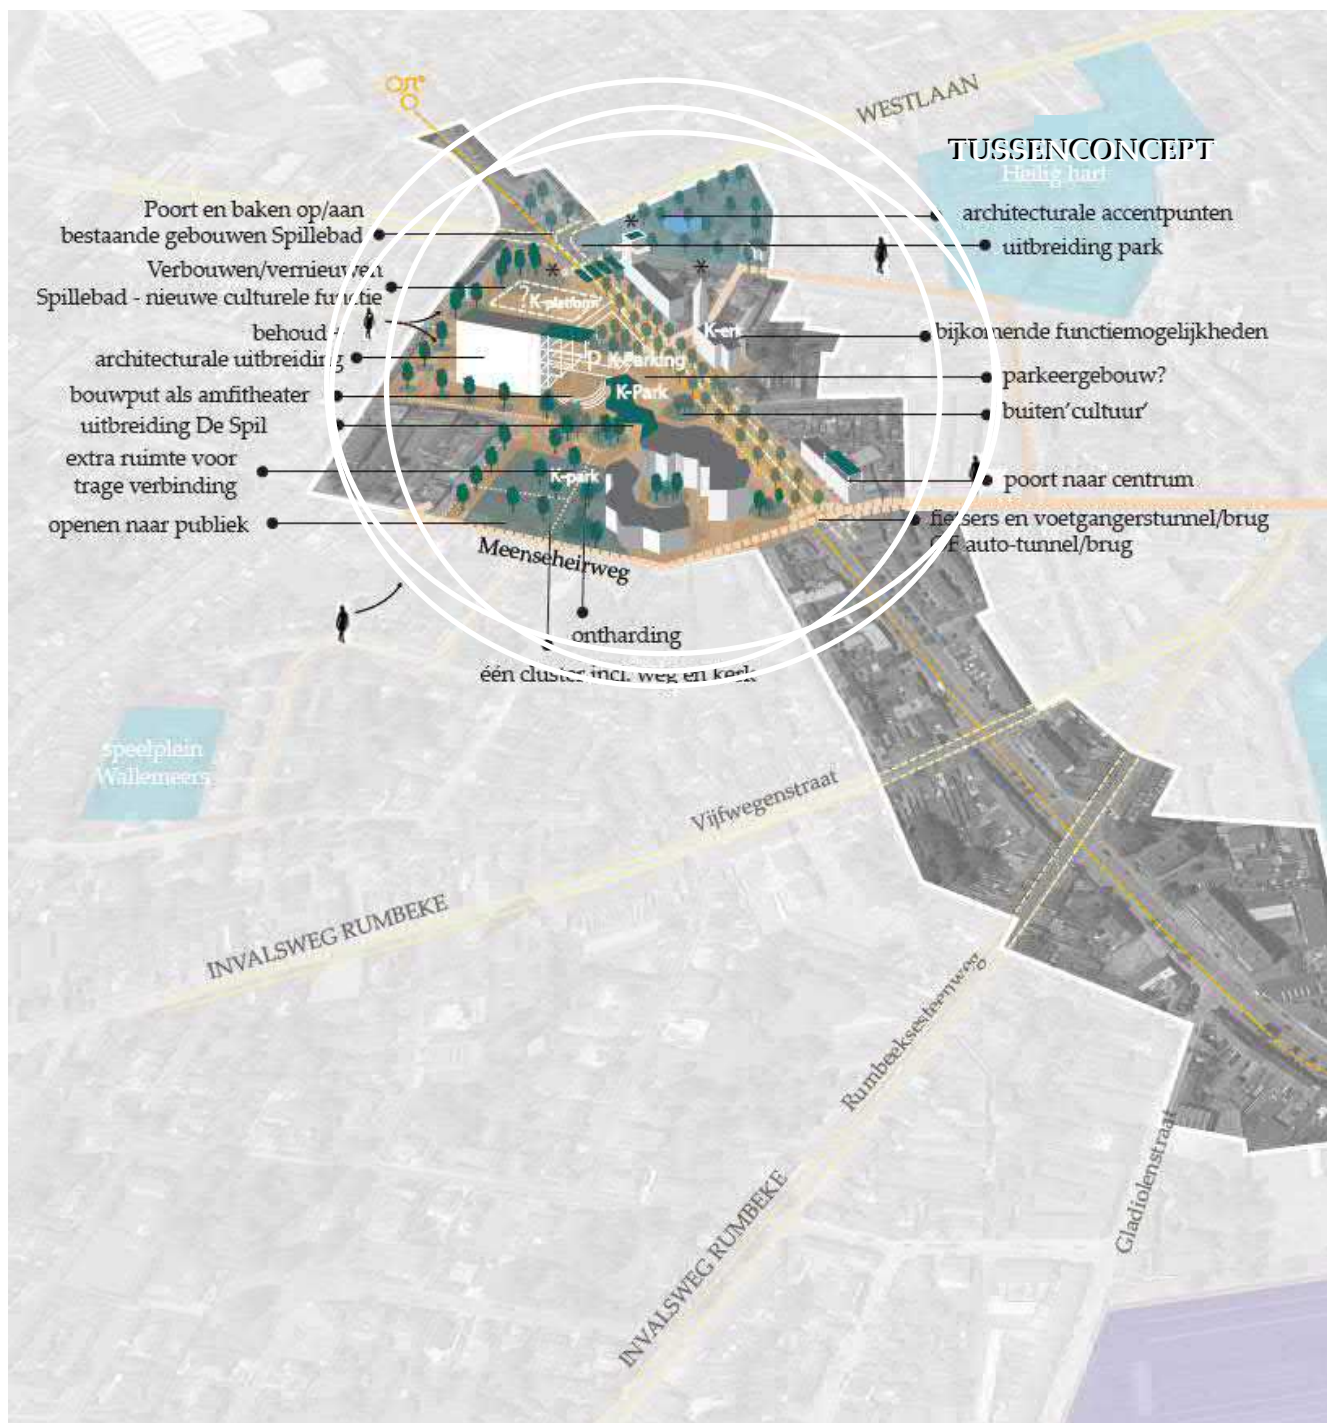 WESTLAAN
TUSSENCONCEPT
Heilig hart
Poort en baken op/aan
bestaande gebouwen Spillebad
Verbouwen/vernieuwen
Spillebad - nieuwe culturele functie
behoud +
architecturale uitbreiding
bouwput als amfitheater
uitbreiding De Spil
extra ruimte voor
trage verbinding
openen naar publiek
architecturale accentpunten
uitbreiding park
bijkomende functiemogelijkheden
parkeergebouw?
buiten'cultuur'
poort naar centrum
fietsers en voetgangerstunnel/brug
OF auto-tunnel/brug
?
K-platform
K-erk
P K-Parking
K-Park
K-park
Meenseheirweg
ontharding
één cluster incl. weg en kerk
speelplein
Wallemeers
Vijfwegenstraat
INVALSWEG RUMBEKE
Rumbeeksesteenweg
INVALSWEG RUMBEKE
Gladiolenstraat